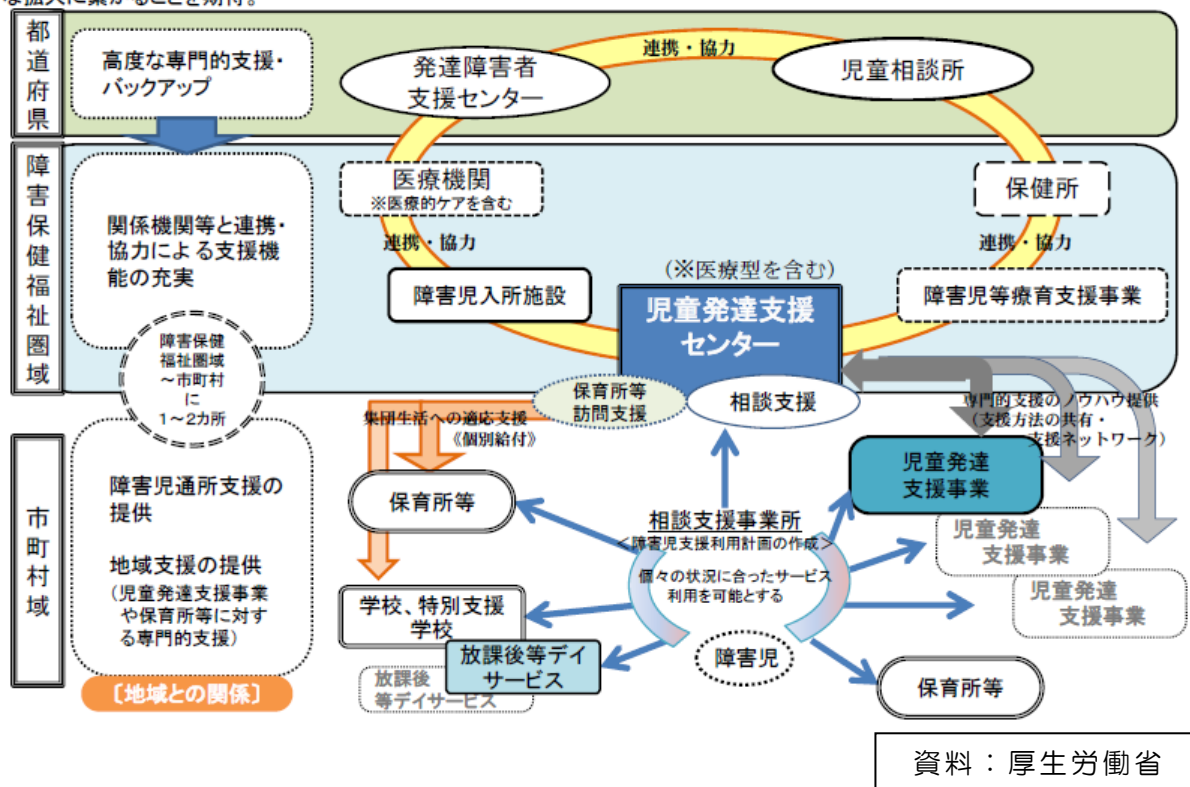 な拡大に繋がることを期待。
都道府県
高度な専門的支援・
バックアップ
発達障害者
支援センター
連携・協力
児童相談所
障害保健福祉圏域
関係機関等と連携・
協力による支援機
能の充実
医療機関
※医療的ケアを含む
保健所
連携・協力
連携・協力
障害児入所施設
(※医療型を含む)
児童発達支援
センター
障害児等療育支援事業
障害保健
福祉圏域
~市町村
に
1~2カ所
保育所等
訪問支援
相談支援
集団生活への適応支援
《個別給付》
専門的支援のノウハウ提供
(支援方法の共有・
支援ネットワーク)
市町村域
障害児通所支援の
提供
地域支援の提供
(児童発達支援事業
や保育所等に対す
る専門的支援)
〔地域との関係〕
保育所等
児童発達
支援事業
相談支援事業所
<障害児支援利用計画の作成>
個々の状況に合ったサービス
利用を可能とする
児童発達
支援事業
児童発達
支援事業
学校、特別支援
学校
放課後等デイ
サービス
放課後
等デイサービス
障害児
保育所等
資料:厚生労働省